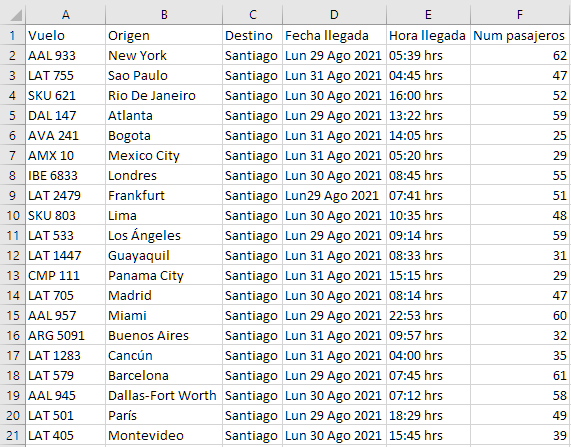 A B C D E F
1 Vuelo Origen Destino Fecha llegada Hora llegada Num pasajeros
2 AAL 933 New York Santiago Lun 29 Ago 2021 05:39 hrs 62
3 LAT 755 Sao Paulo Santiago Lun 31 Ago 2021 04:45 hrs 47
4 SKU 621 Rio De Janeiro Santiago Lun 30 Ago 2021 16:00 hrs 52
5 DAL 147 Atlanta Santiago Lun 29 Ago 2021 13:22 hrs 59
6 AVA 241 Bogota Santiago Lun 31 Ago 2021 14:05 hrs 25
7 AMX 10 Mexico City Santiago Lun 31 Ago 2021 05:20 hrs 29
8 IBE 6833 Londres Santiago Lun 30 Ago 2021 08:45 hrs 55
9 LAT 2479 Frankfurt Santiago Lun29 Ago 2021 07:41 hrs 51
10 SKU 803 Lima Santiago Lun 30 Ago 2021 10:35 hrs 48
11 LAT 533 Los Ángeles Santiago Lun 29 Ago 2021 09:14 hrs 59
12 LAT 1447 Guayaquil Santiago Lun 31 Ago 2021 08:33 hrs 31
13 CMP 111 Panama City Santiago Lun 31 Ago 2021 15:15 hrs 29
14 LAT 705 Madrid Santiago Lun 30 Ago 2021 08:14 hrs 47
15 AAL 957 Miami Santiago Lun 29 Ago 2021 22:53 hrs 60
16 ARG 5091 Buenos Aires Santiago Lun 31 Ago 2021 09:57 hrs 32
17 LAT 1283 Cancún Santiago Lun 31 Ago 2021 04:00 hrs 35
18 LAT 579 Barcelona Santiago Lun 29 Ago 2021 07:45 hrs 61
19 AAL 945 Dallas-Fort Worth Santiago Lun 30 Ago 2021 07:12 hrs 58
20 LAT 501 París Santiago Lun 29 Ago 2021 18:29 hrs 49
21 LAT 405 Montevideo Santiago Lun 30 Ago 2021 15:45 hrs 39